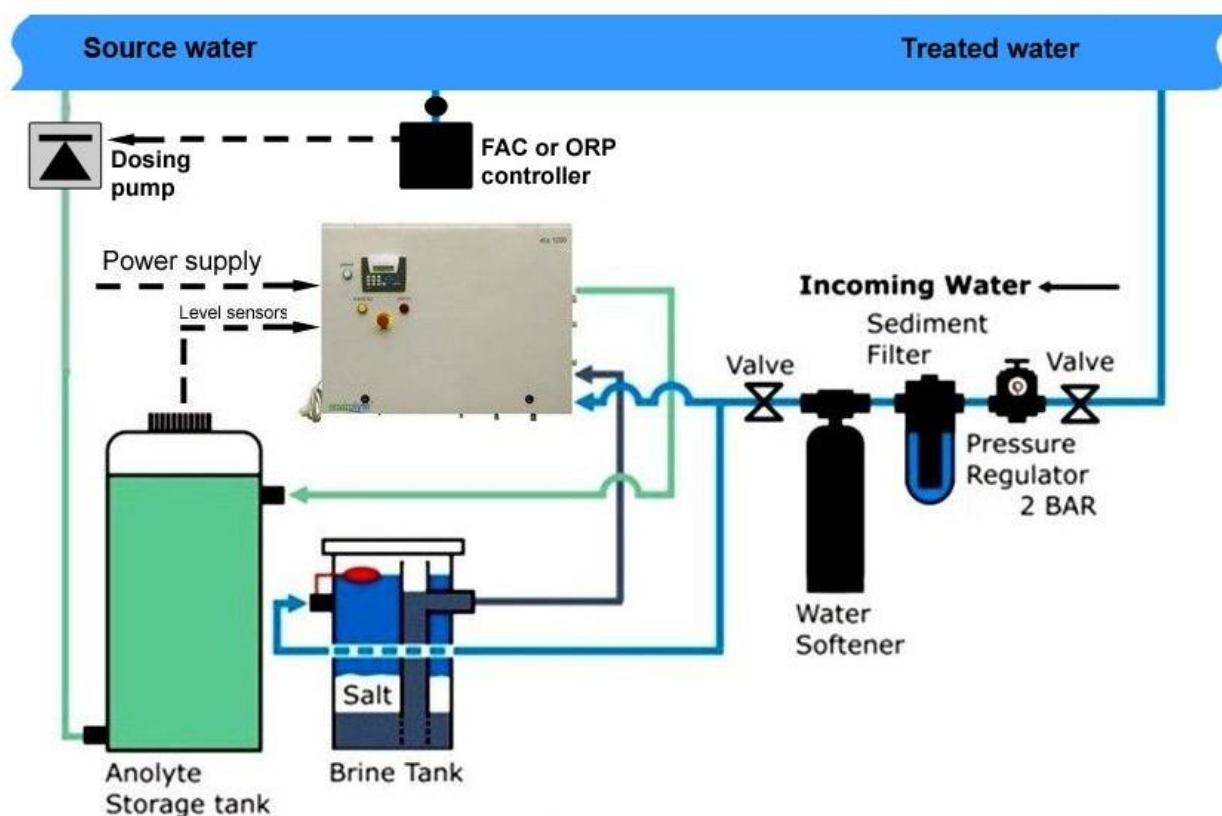 Source water
Treated water
Dosing
pump
FAC or ORP
controller
Power supply
Level sensors
Incoming Water
Sediment
Filter
Valve
Valve
Pressure
Regulator
2 BAR
Water
Softener
Salt
Brine Tank
Anolyte
Storage tank